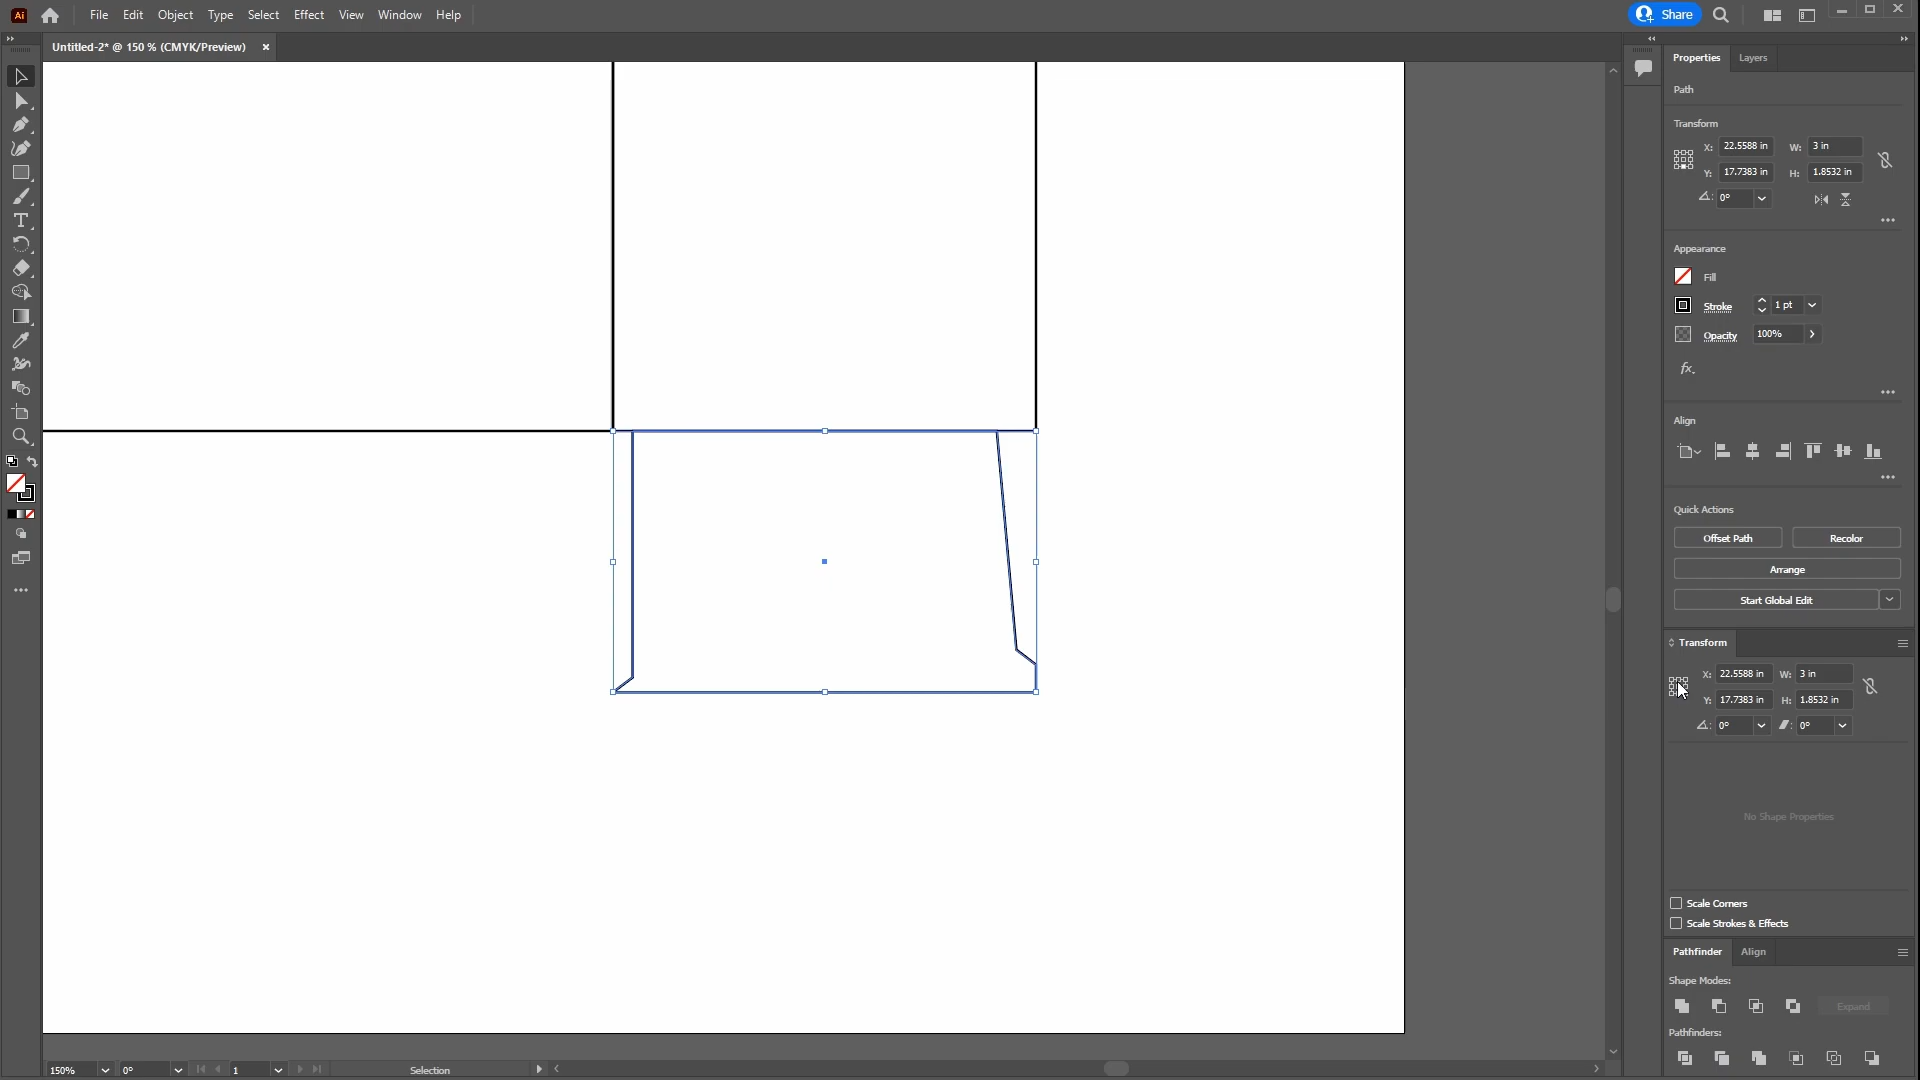 Ai
File Edit Object Type Select Effect View Window Help
Share
Untitled-2* @ 150 % (CMYK/Preview) ×
Properties Layers
Path
Transform
X: 22.5588 in W: 3 in
Y: 17.7383 in H: 1.8532 in
0°
Appearance
Fill
Stroke 1 pt
Opacity 100%
fx.
Align
Quick Actions
Offset Path Recolor
Arrange
Start Global Edit
Transform
X: 22.5588 in W: 3 in
Y: 17.7383 in H: 1.8532 in
0° 0°
No Shape Properties
Scale Corners
Scale Strokes & Effects
Pathfinder Align
Shape Modes:
Expand
Pathfinders:
150% 0° 1 Selection